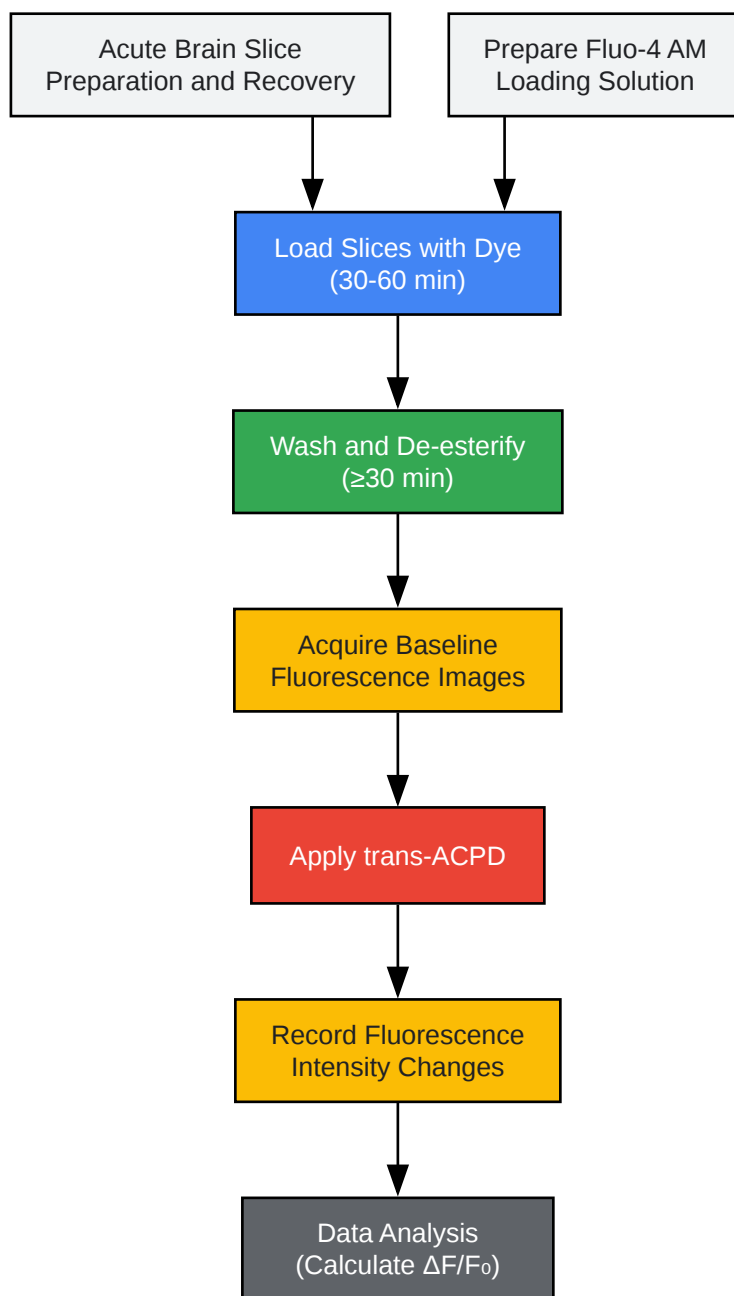 Acute Brain Slice
Preparation and Recovery
Prepare Fluo-4 AM
Loading Solution
Load Slices with Dye
(30-60 min)
Wash and De-esterify
(≥30 min)
Acquire Baseline
Fluorescence Images
Apply trans-ACPD
Record Fluorescence
Intensity Changes
Data Analysis
(Calculate ΔF/F₀)